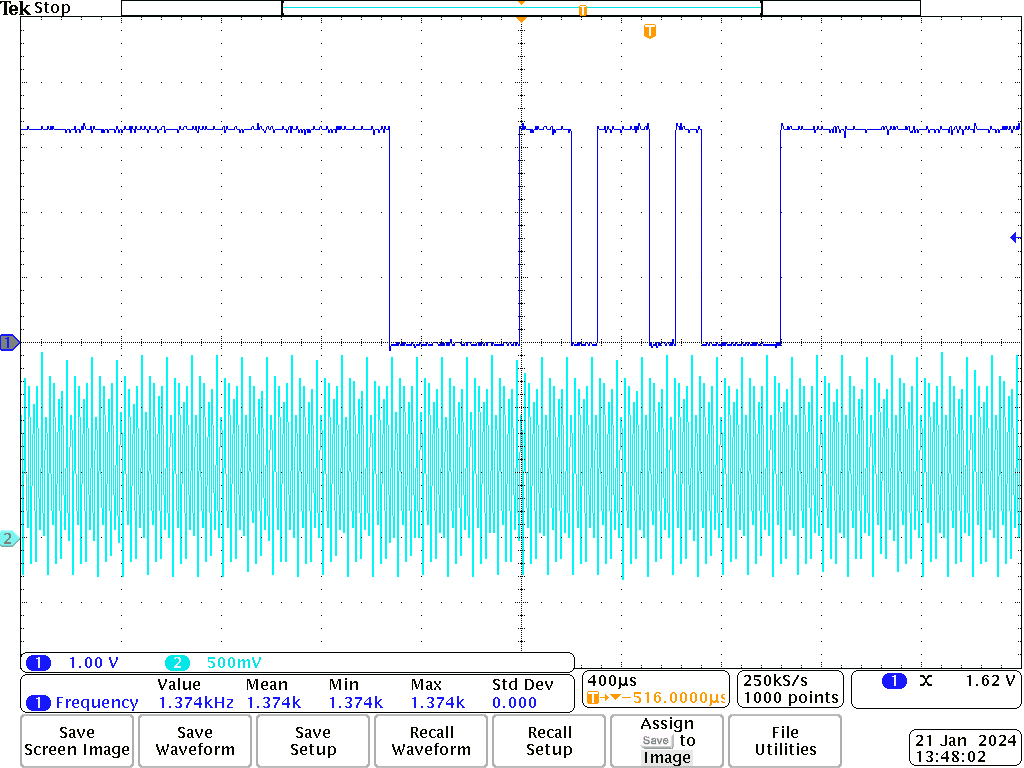 Tek Stop
T
T
1
2
1 1.00 V 2 500mV
Value Mean Min Max Std Dev
1 Frequency 1.374kHz 1.374k 1.374k 1.374k 0.000
400µs
T→▼−516.0000µs
250kS/s
1000 points
1 X 1.62 V
Save
Screen Image
Save
Waveform
Save
Setup
Recall
Waveform
Recall
Setup
Assign
Save to
Image
File
Utilities
21 Jan 2024
13:48:02